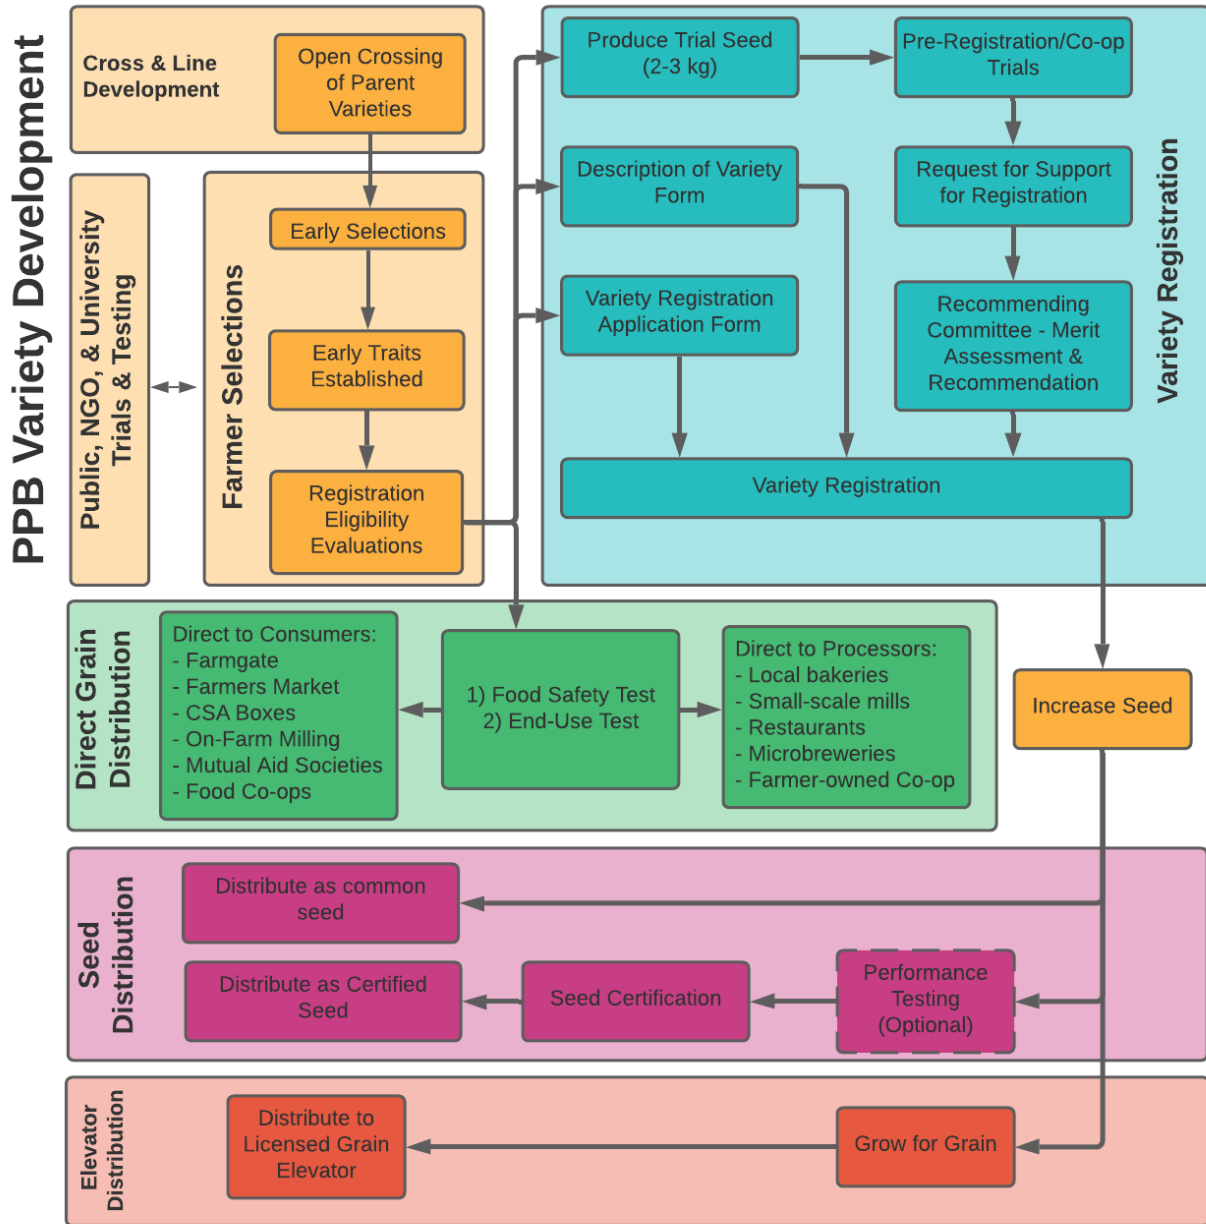 PPB Variety Development
Cross & Line
Development
Open Crossing
of Parent
Varieties
Public, NGO, & University
Trials & Testing
Farmer Selections
Early Selections
Early Traits
Established
Registration
Eligibility
Evaluations
Produce Trial Seed
(2-3 kg)
Pre-Registration/Co-op
Trials
Description of Variety
Form
Request for Support
for Registration
Variety Registration
Application Form
Recommending
Committee - Merit
Assessment &
Recommendation
Variety Registration
Variety Registration
Direct Grain
Distribution
Direct to Consumers:
- Farmgate
- Farmers Market
- CSA Boxes
- On-Farm Milling
- Mutual Aid Societies
- Food Co-ops
1) Food Safety Test
2) End-Use Test
Direct to Processors:
- Local bakeries
- Small-scale mills
- Restaurants
- Microbreweries
- Farmer-owned Co-op
Increase Seed
Seed
Distribution
Distribute as common
seed
Distribute as Certified
Seed
Seed Certification
Performance
Testing
(Optional)
Elevator
Distribution
Distribute to
Licensed Grain
Elevator
Grow for Grain